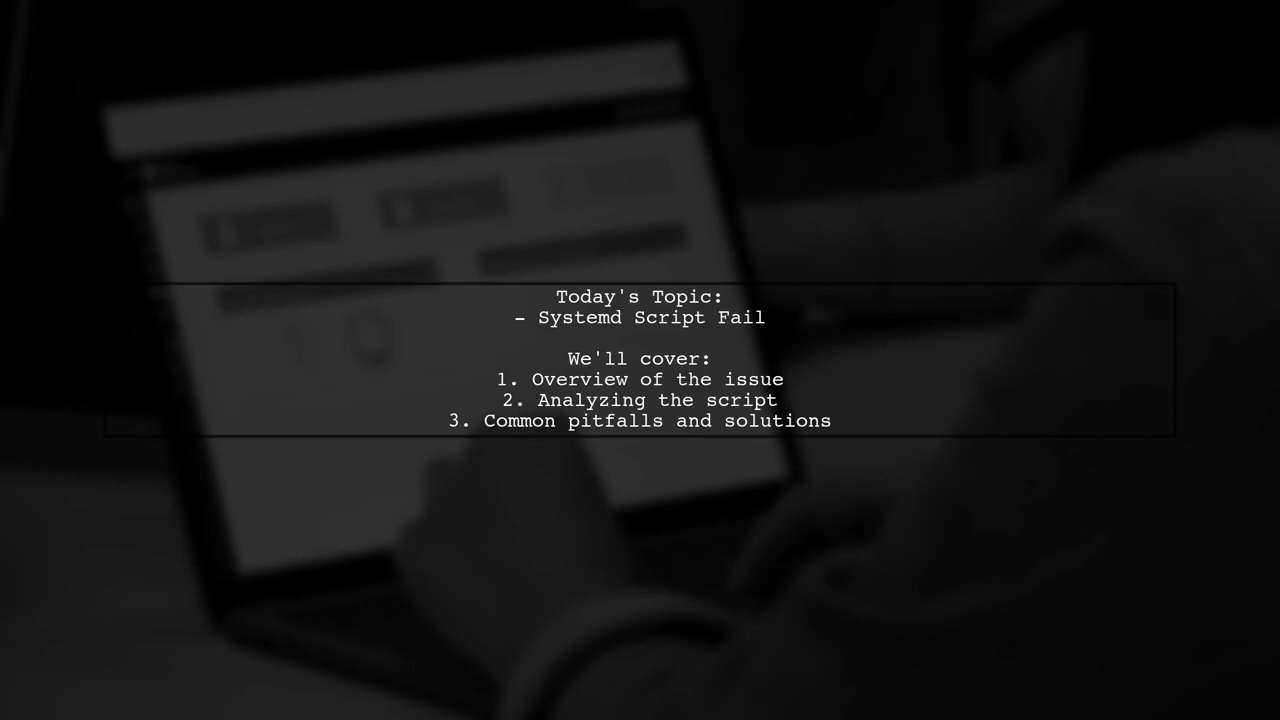 Today's Topic:
– Systemd Script Fail
We'll cover:
1. Overview of the issue
2. Analyzing the script
3. Common pitfalls and solutions